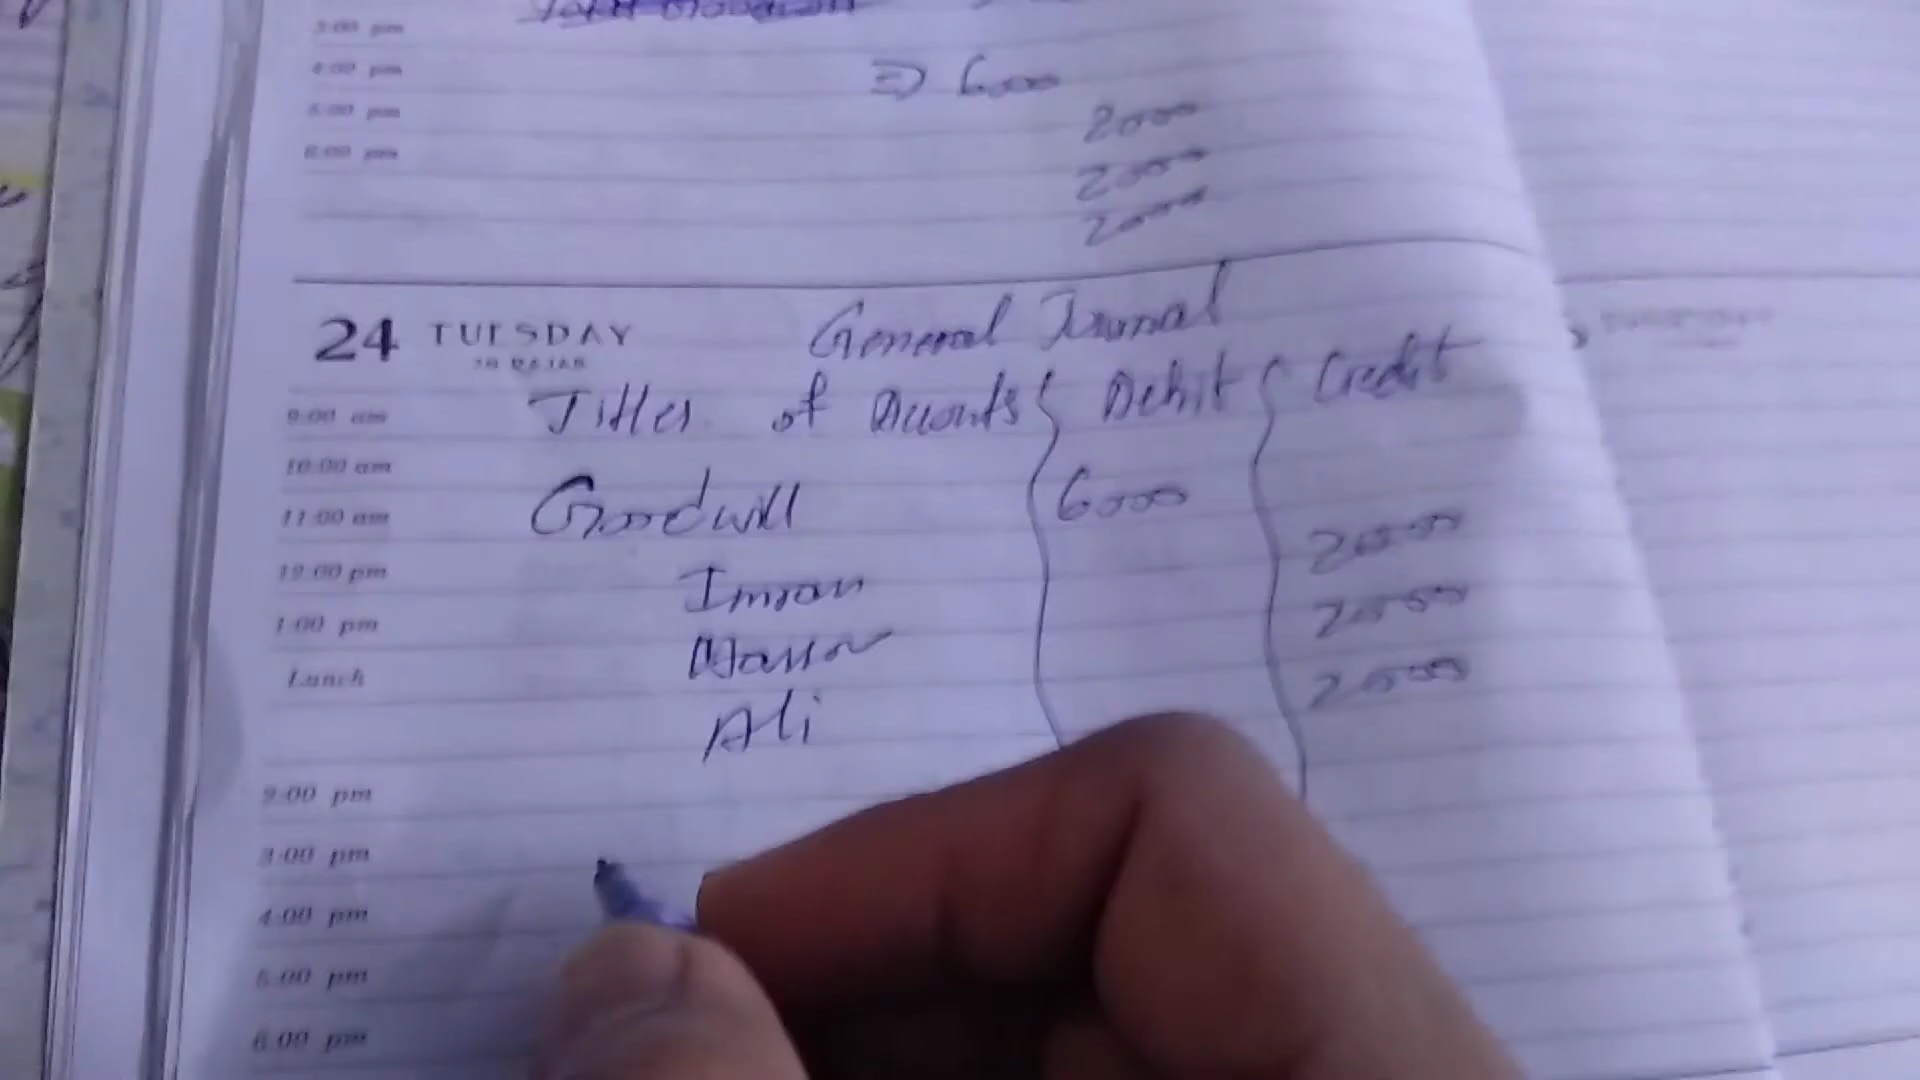 3:00 pm
4:00 pm ⇒ 6000
5:00 pm 2000
6:00 pm 2000
2000
24 TUESDAY General Journal
28 RAJAB
Titles of Accounts Debit Credit
9:00 am
10:00 am
11:00 am Goodwill 6000
12:00 pm Imran 2000
1:00 pm 2000
Lunch 2000
Ali
2:00 pm
3:00 pm
4:00 pm
5:00 pm
6:00 pm